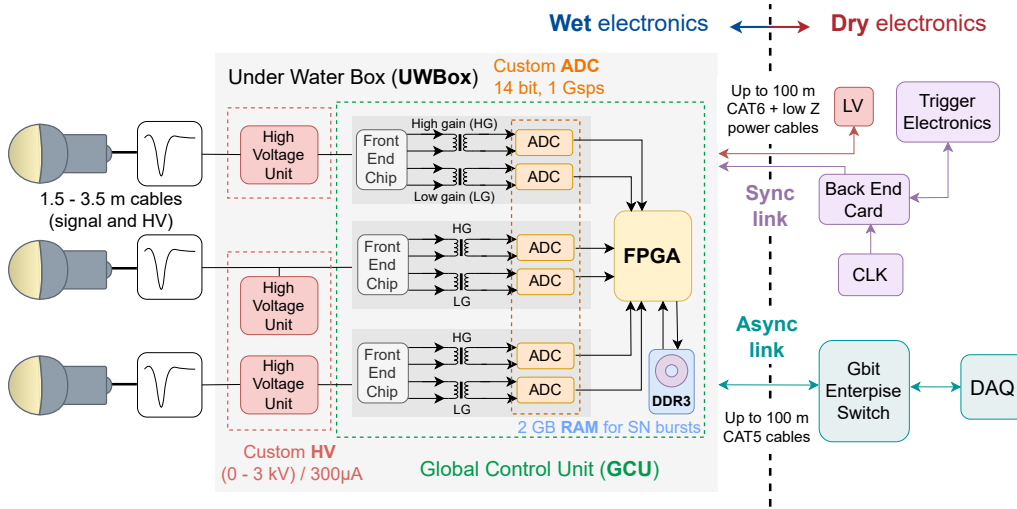 Wet electronics
Dry electronics
Under Water Box (UWBox)
Custom ADC
14 bit, 1 Gsps
1.5 - 3.5 m cables
(signal and HV)
High
Voltage
Unit
High
Voltage
Unit
High
Voltage
Unit
Custom HV
(0 - 3 kV) / 300µA
Front
End
Chip
High gain (HG)
Low gain (LG)
ADC
ADC
Front
End
Chip
HG
LG
ADC
ADC
Front
End
Chip
HG
LG
ADC
ADC
FPGA
DDR3
2 GB RAM for SN bursts
Global Control Unit (GCU)
Up to 100 m
CAT6 + low Z
power cables
LV
Trigger
Electronics
Sync
link
Back End
Card
CLK
Async
link
Up to 100 m
CAT5 cables
Gbit
Enterpise
Switch
DAQ